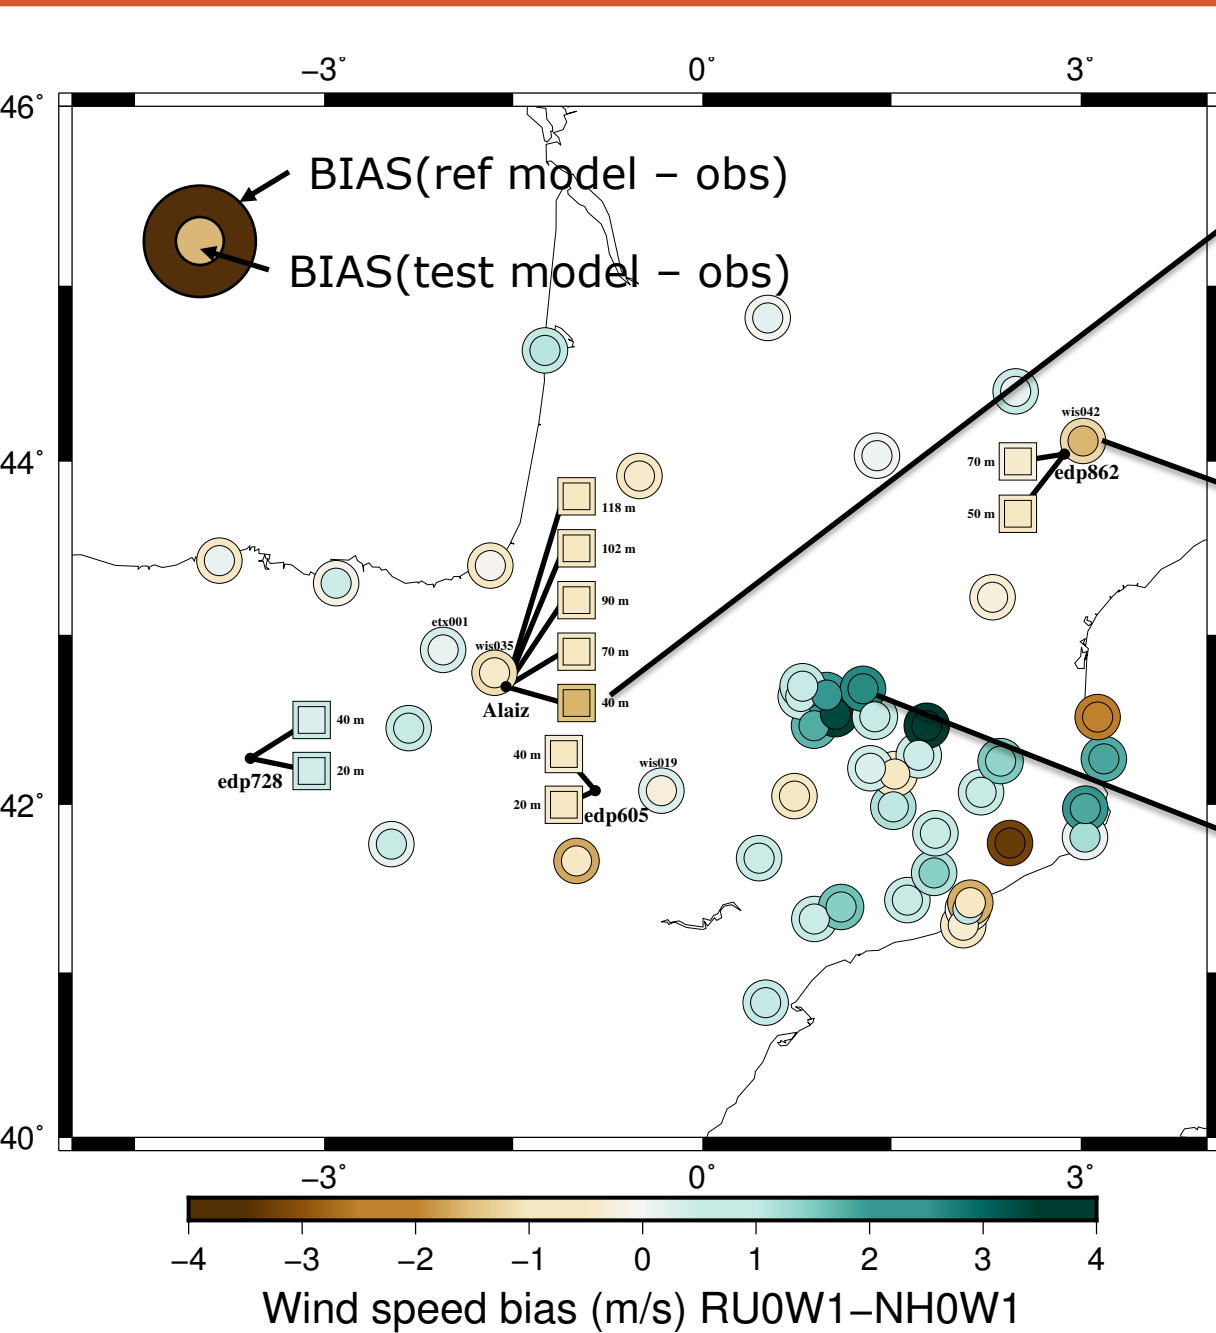 −3° 0° 3°
46°
BIAS(ref model – obs)
BIAS(test model – obs)
wis042
44°
70 m
edp862
118 m
50 m
102 m
90 m
etx001
wis035
70 m
40 m
Alaiz
40 m
40 m
wis019
20 m
edp728
42°
20 m
edp605
40°
−3° 0° 3°
−4 −3 −2 −1 0 1 2 3 4
Wind speed bias (m/s) RU0W1−NH0W1